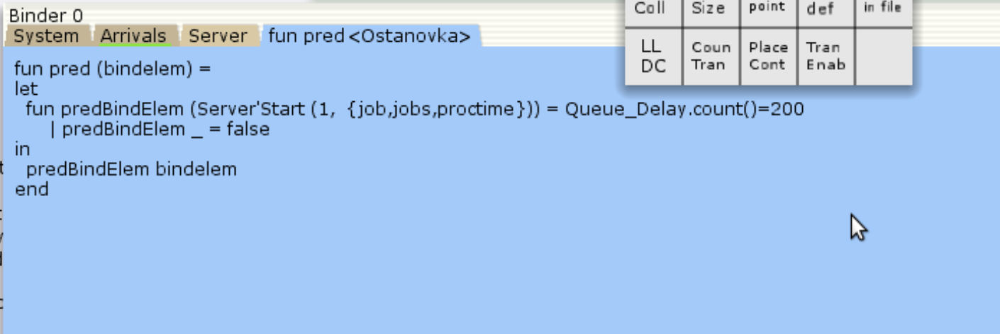 Coll Size point def in file
Binder 0
System Arrivals Server fun pred <Ostanovka>
LL Coun Place Tran
DC Tran Cont Enab
fun pred (bindelem) =
let
fun predBindElem (Server'Start (1, {job,jobs,proctime})) = Queue_Delay.count()=200
| predBindElem _ = false
in
predBindElem bindelem
end